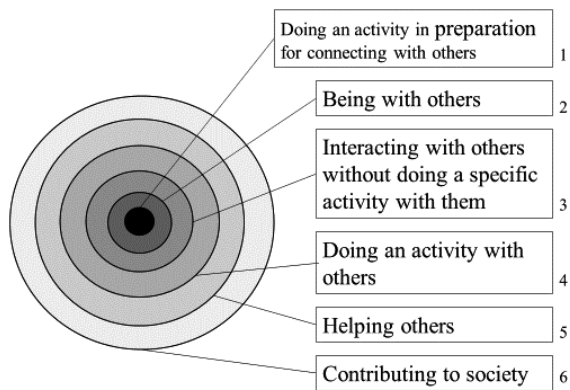 Doing an activity in preparation
for connecting with others
1
Being with others
2
Interacting with others
without doing a specific
activity with them
3
Doing an activity with
others
4
Helping others
5
Contributing to society
6